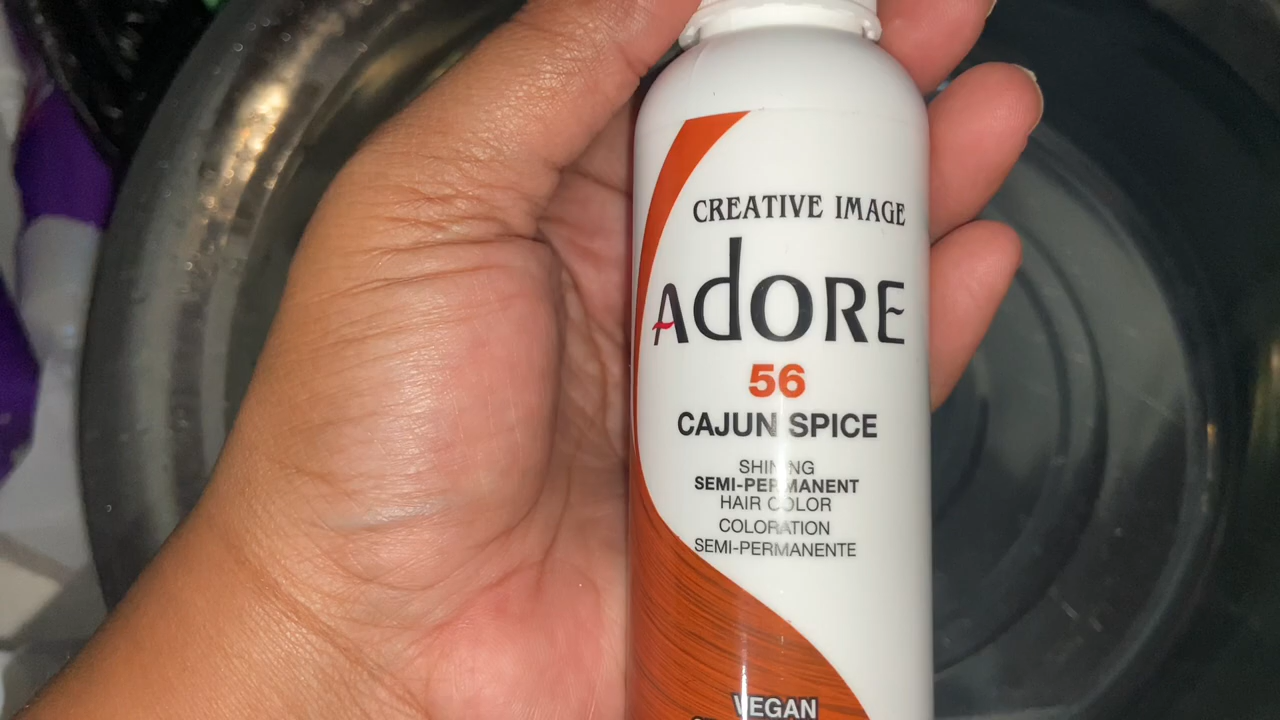 CREATIVE IMAGE
ADORE
56
CAJUN SPICE
SHINING
SEMI-PERMANENT
HAIR COLOR
COLORATION
SEMI-PERMANENTE
VEGAN